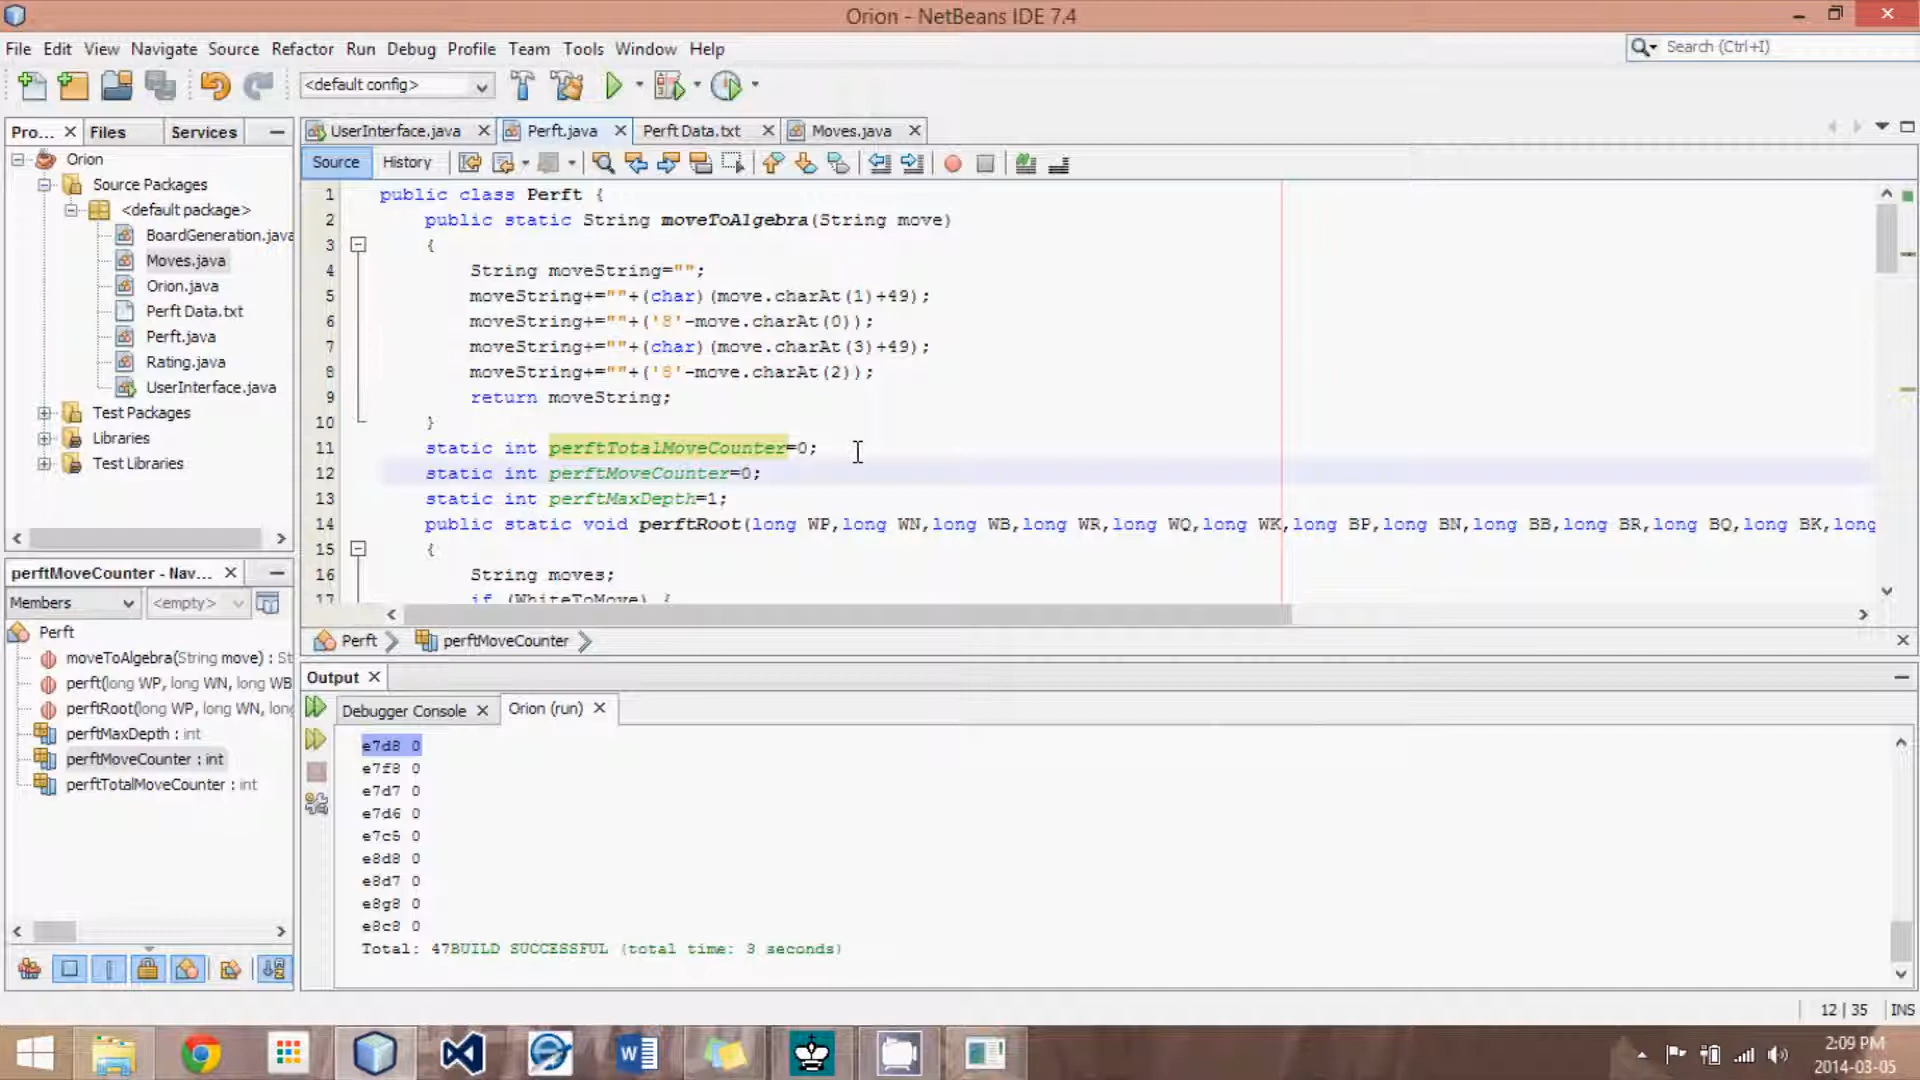 Orion - NetBeans IDE 7.4
File Edit View Navigate Source Refactor Run Debug Profile Team Tools Window Help
Search (Ctrl+I)
<default config>
Pro... Files Services
UserInterface.java Perft.java Perft Data.txt Moves.java
Source History
Orion
Source Packages
<default package>
BoardGeneration.java
Moves.java
Orion.java
Perft Data.txt
Perft.java
Rating.java
UserInterface.java
Test Packages
Libraries
Test Libraries
1 public class Perft {
2 public static String moveToAlgebra(String move)
3 {
4 String moveString="";
5 moveString+=""+(char)(move.charAt(1)+49);
6 moveString+=""+('8'-move.charAt(0));
7 moveString+=""+(char)(move.charAt(3)+49);
8 moveString+=""+('8'-move.charAt(2));
9 return moveString;
10 }
11 static int perftTotalMoveCounter=0;
12 static int perftMoveCounter=0;
13 static int perftMaxDepth=1;
14 public static void perftRoot(long WP,long WN,long WB,long WR,long WQ,long WK,long BP,long BN,long BB,long BR,long BQ,long BK,long
15 {
16 String moves;
17 if (WhiteToMove) {
Perft perftMoveCounter
perftMoveCounter - Nav...
Members <empty>
Perft
moveToAlgebra(String move) : St
perft(long WP, long WN, long WB
perftRoot(long WP, long WN, long
perftMaxDepth : int
perftMoveCounter : int
perftTotalMoveCounter : int
Output
Debugger Console Orion (run)
e7d8 0
e7f8 0
e7d7 0
e7d6 0
e7c5 0
e8d8 0
e8d7 0
e8g8 0
e8c8 0
Total: 47BUILD SUCCESSFUL (total time: 3 seconds)
12 | 35 INS
2:09 PM
2014-03-05